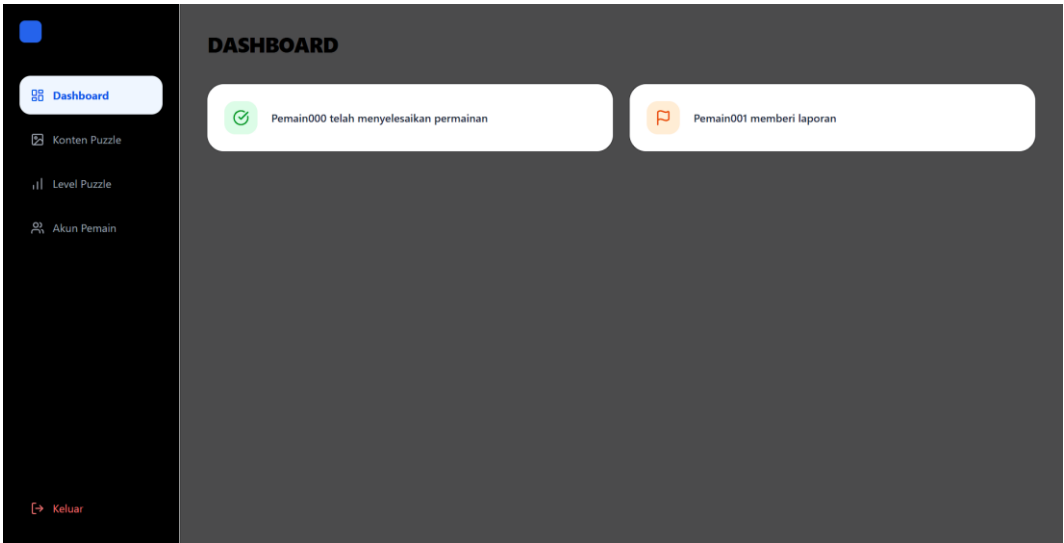 DASHBOARD
Dashboard
Pemain000 telah menyelesaikan permainan
Pemain001 memberi laporan
Konten Puzzle
Level Puzzle
Akun Pemain
Keluar